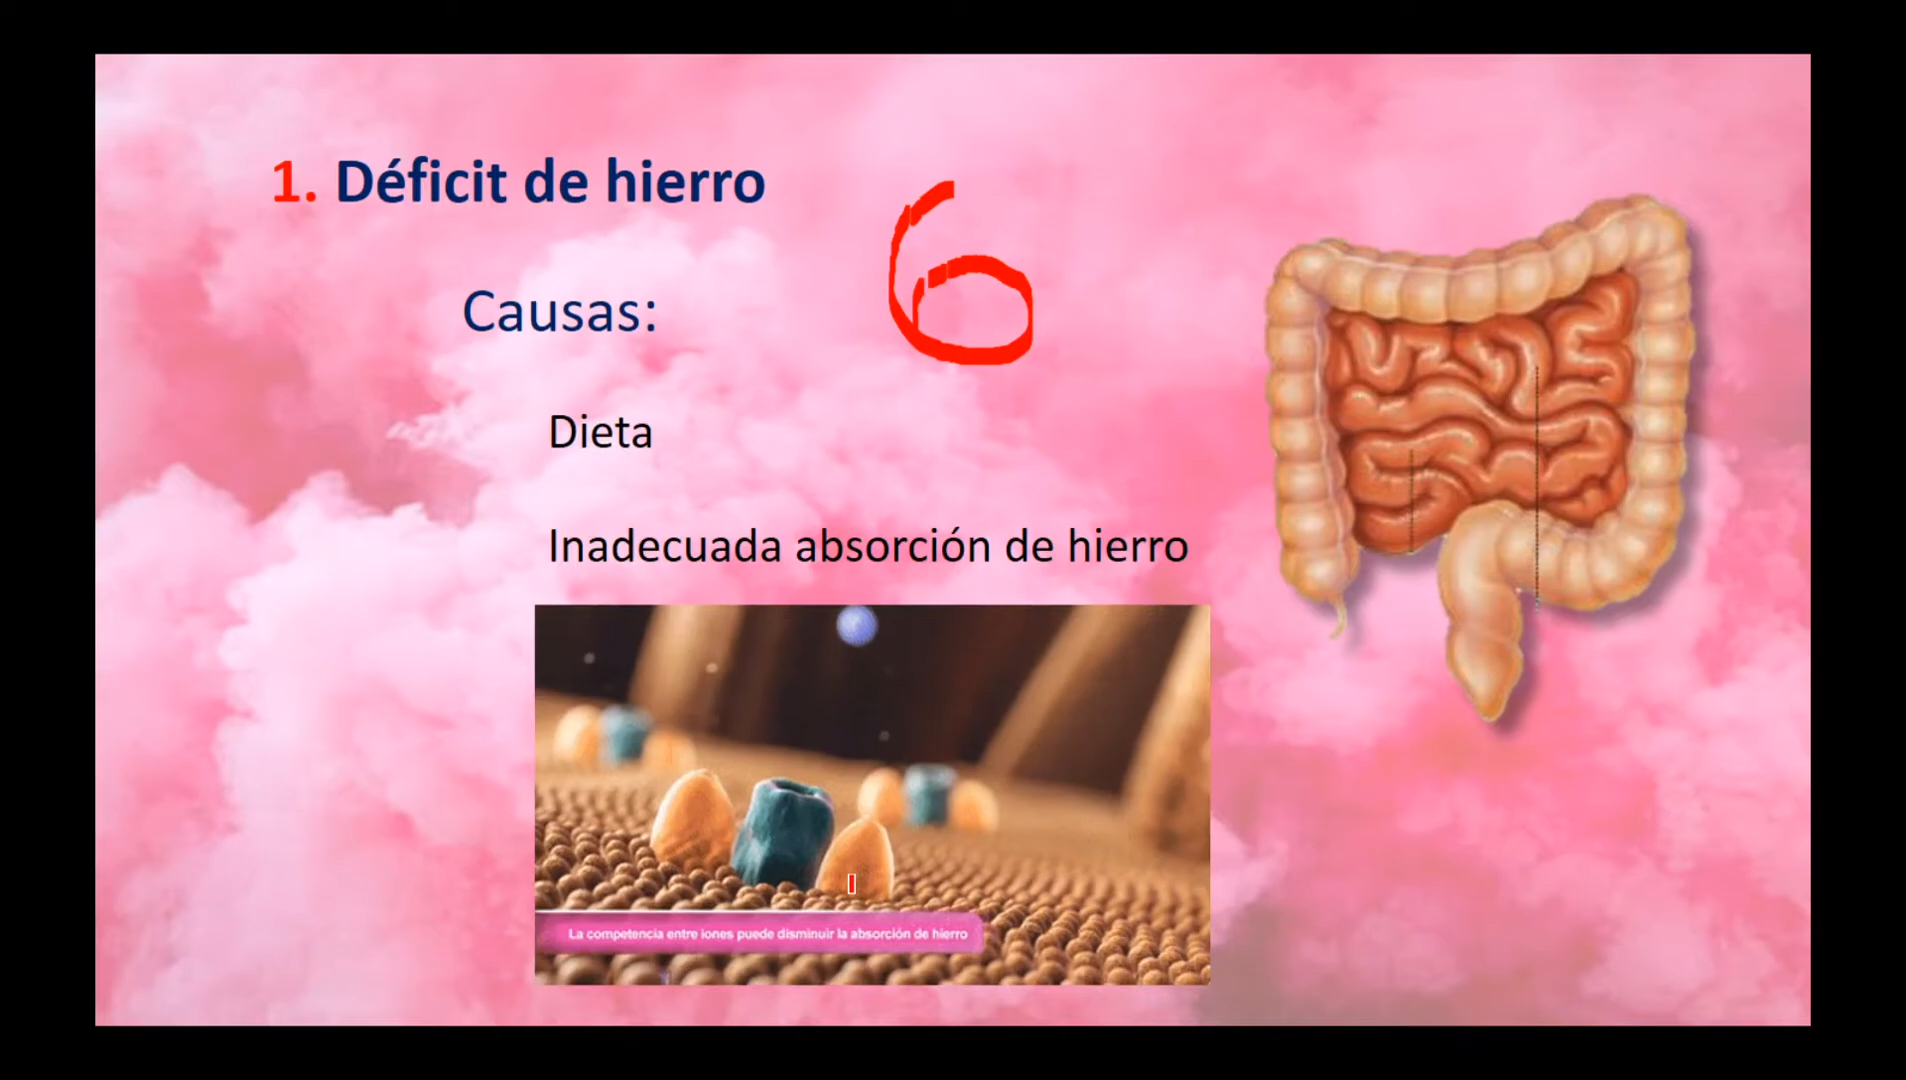 1. Déficit de hierro
6
Causas:
Dieta
Inadecuada absorción de hierro
La competencia entre iones puede disminuir la absorción de hierro